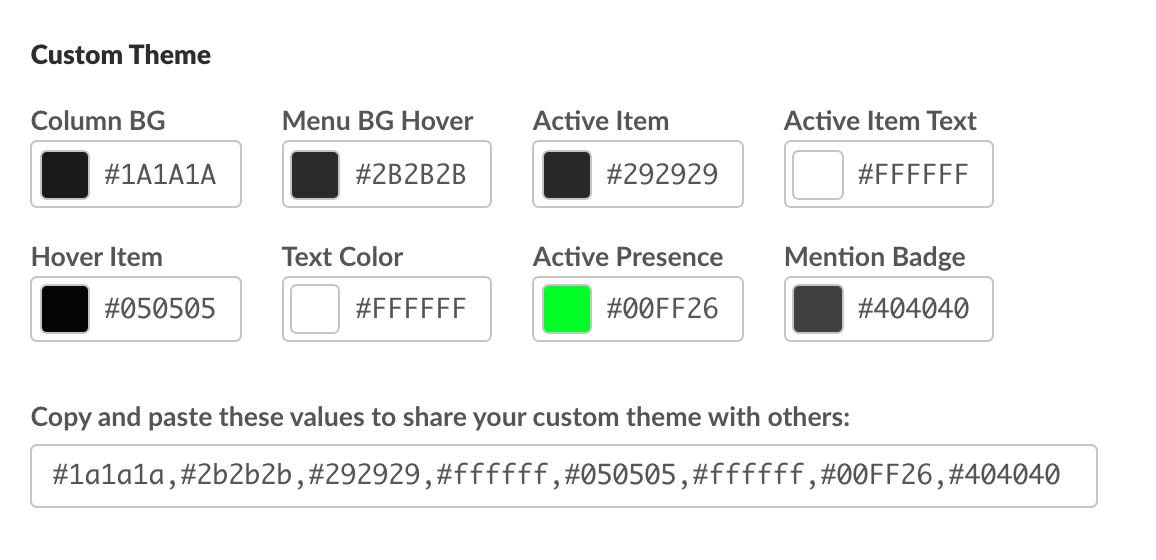 Custom Theme
Column BG Menu BG Hover Active Item Active Item Text
#1A1A1A #2B2B2B #292929 #FFFFFF
Hover Item Text Color Active Presence Mention Badge
#050505 #FFFFFF #00FF26 #404040
Copy and paste these values to share your custom theme with others:
#1a1a1a,#2b2b2b,#292929,#ffffff,#050505,#ffffff,#00FF26,#404040